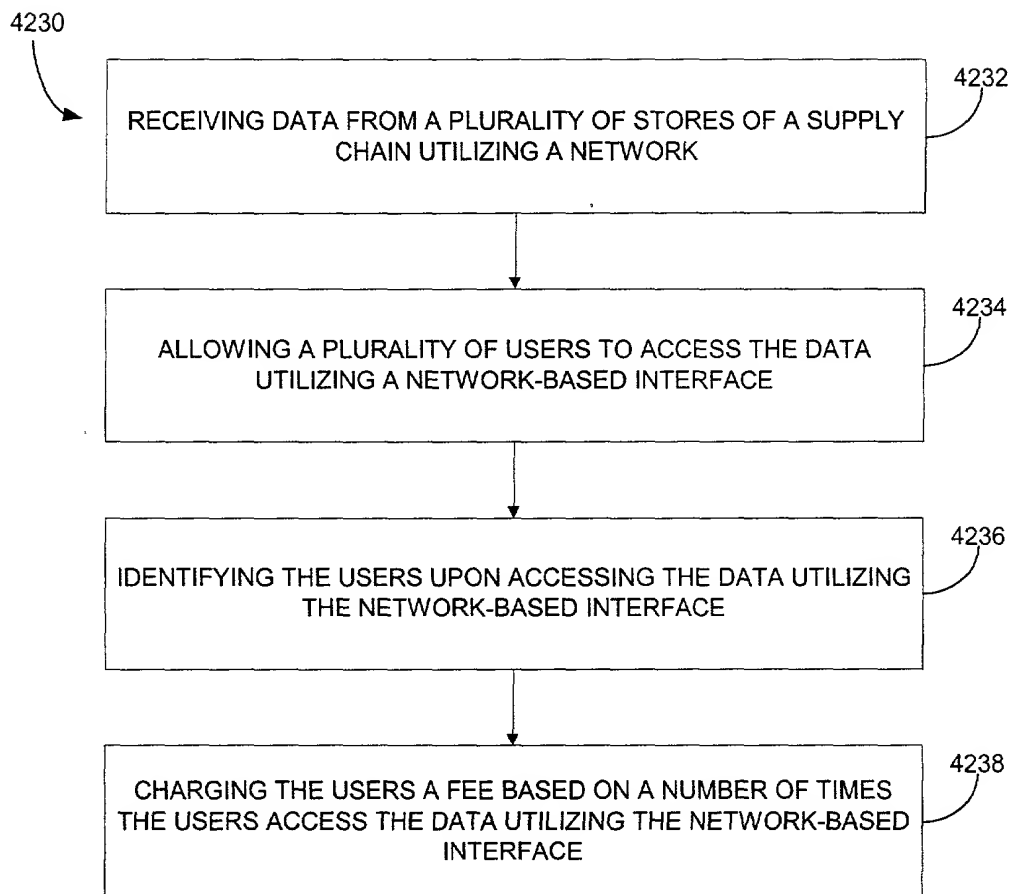 4230
4232
RECEIVING DATA FROM A PLURALITY OF STORES OF A SUPPLY
CHAIN UTILIZING A NETWORK
4234
ALLOWING A PLURALITY OF USERS TO ACCESS THE DATA
UTILIZING A NETWORK-BASED INTERFACE
4236
IDENTIFYING THE USERS UPON ACCESSING THE DATA UTILIZING
THE NETWORK-BASED INTERFACE
4238
CHARGING THE USERS A FEE BASED ON A NUMBER OF TIMES
THE USERS ACCESS THE DATA UTILIZING THE NETWORK-BASED
INTERFACE